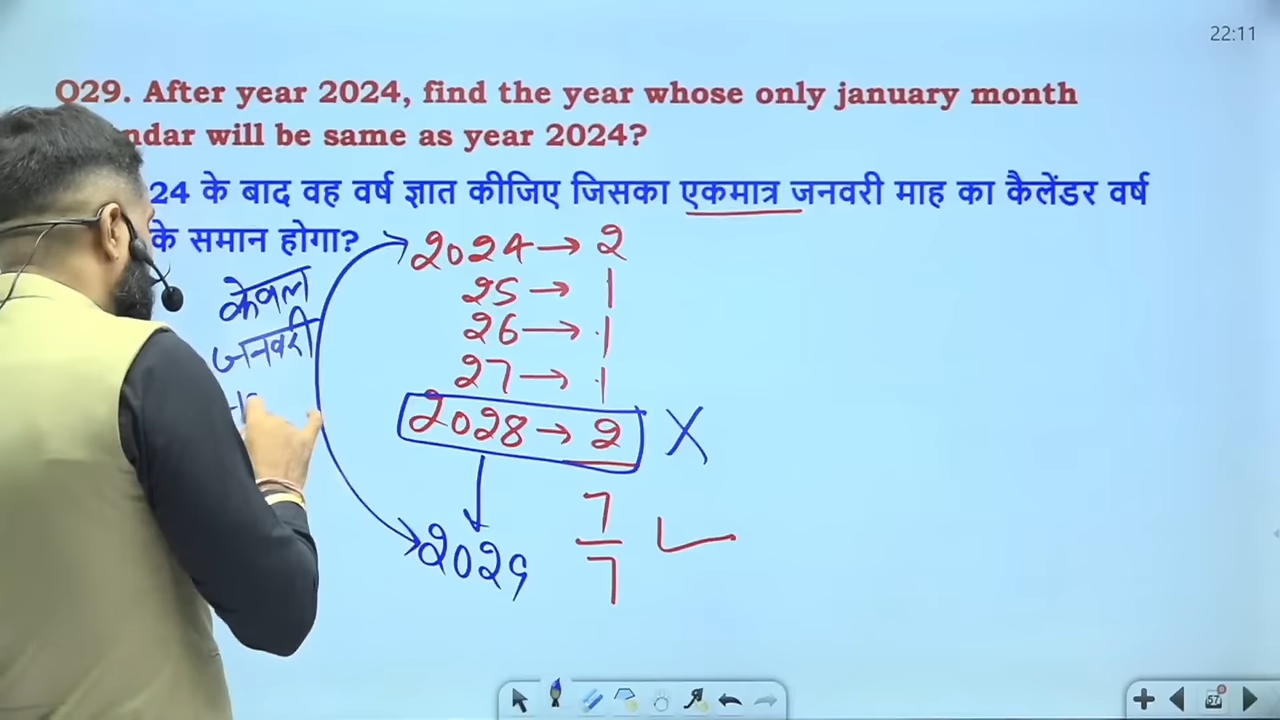 22:11
Q29. After year 2024, find the year whose only january month
ndar will be same as year 2024?
24 के बाद वह वर्ष ज्ञात कीजिए जिसका एकमात्र जनवरी माह का कैलेंडर वर्ष
के समान होगा?
केवल
जनवरी
2024 → 2
25 → 1
26 → 1
27 → 1
2028 → 2 X
7
7
2029
57